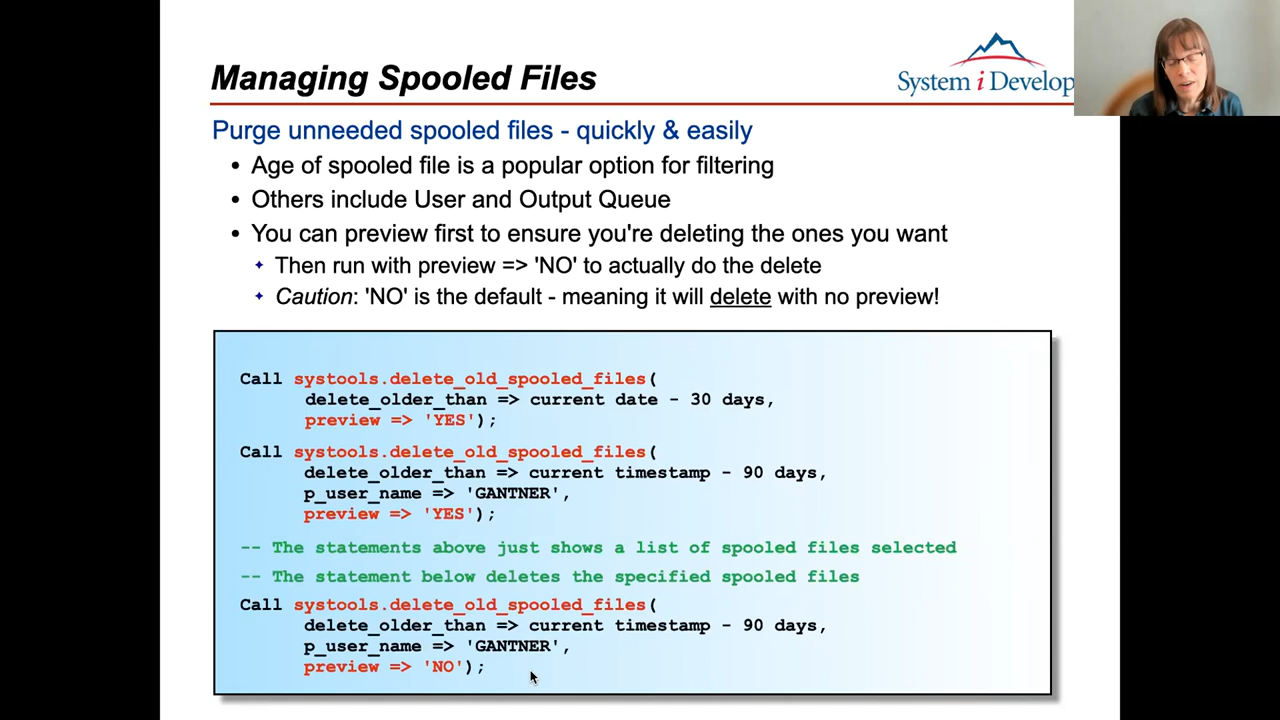 Managing Spooled Files
System i Develop
Purge unneeded spooled files - quickly & easily
• Age of spooled file is a popular option for filtering
• Others include User and Output Queue
• You can preview first to ensure you're deleting the ones you want
✦ Then run with preview => 'NO' to actually do the delete
✦ Caution: 'NO' is the default - meaning it will delete with no preview!
Call systools.delete_old_spooled_files(
delete_older_than => current date - 30 days,
preview => 'YES');
Call systools.delete_old_spooled_files(
delete_older_than => current timestamp - 90 days,
p_user_name => 'GANTNER',
preview => 'YES');
-- The statements above just shows a list of spooled files selected
-- The statement below deletes the specified spooled files
Call systools.delete_old_spooled_files(
delete_older_than => current timestamp - 90 days,
p_user_name => 'GANTNER',
preview => 'NO');